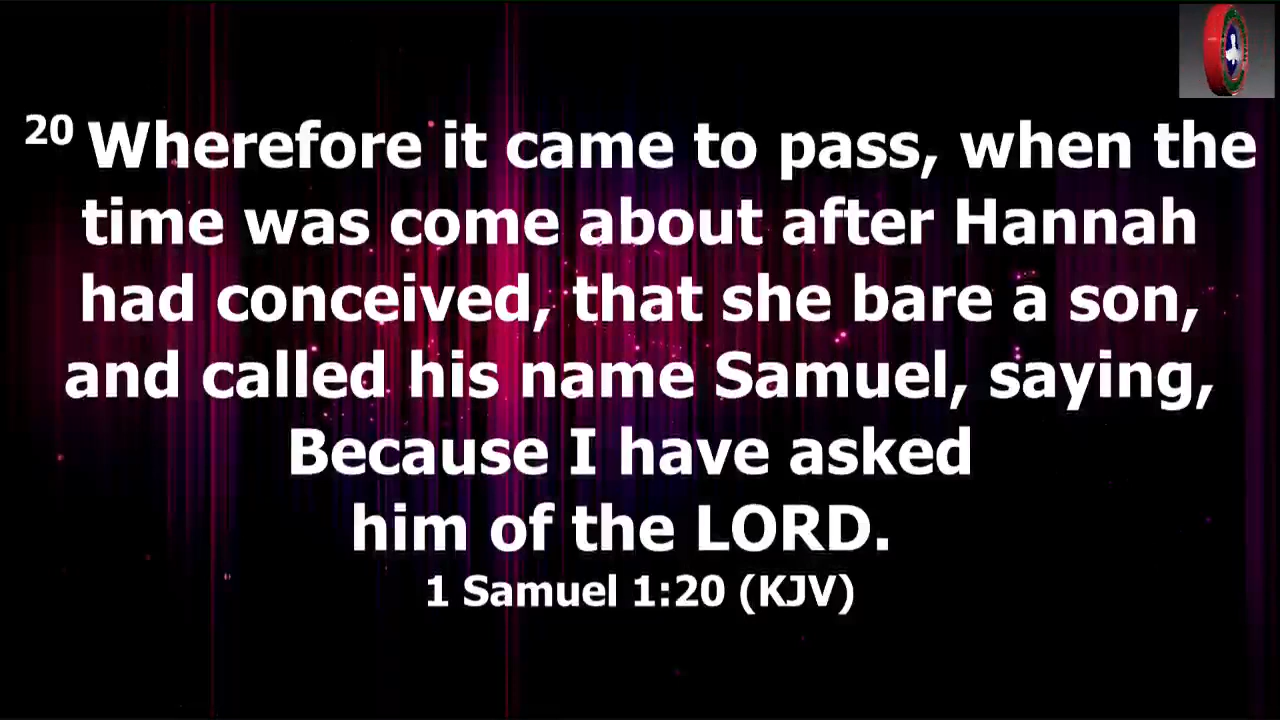 20 Wherefore it came to pass, when the
time was come about after Hannah
had conceived, that she bare a son,
and called his name Samuel, saying,
Because I have asked
him of the LORD.
1 Samuel 1:20 (KJV)